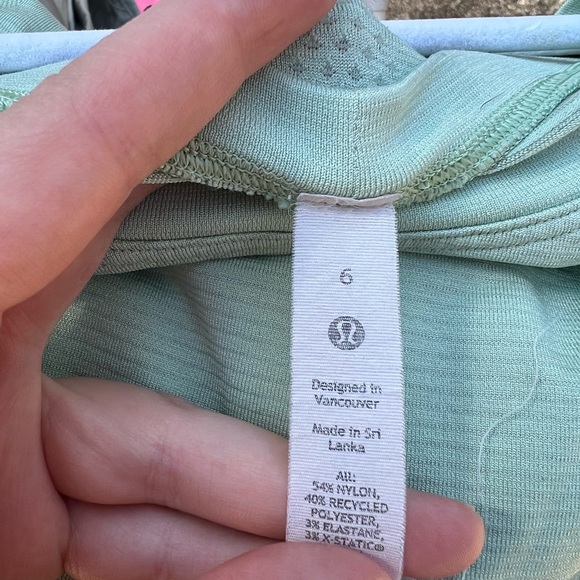 6
Designed in
Vancouver
Made in Sri
Lanka
All:
54% NYLON,
40% RECYCLED
POLYESTER,
3% ELASTANE,
3% X-STATIC®